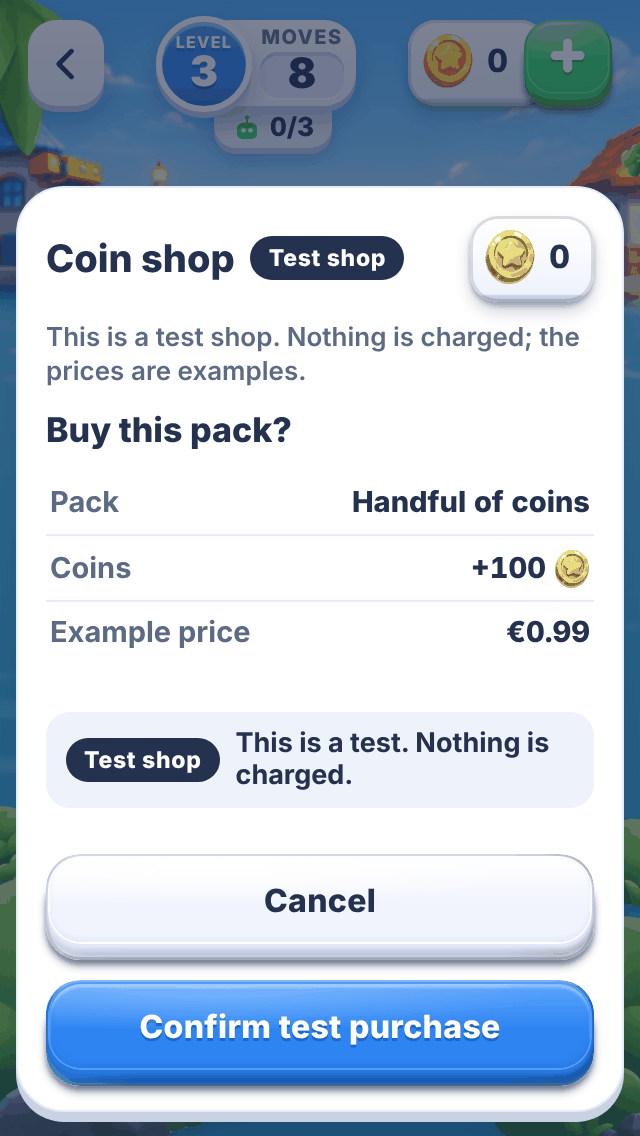 LEVEL
3
MOVES
8
0
0/3
Coin shop
Test shop
0
This is a test shop. Nothing is charged; the
prices are examples.
Buy this pack?
Pack
Handful of coins
Coins
+100
Example price
€0.99
Test shop
This is a test. Nothing is
charged.
Cancel
Confirm test purchase